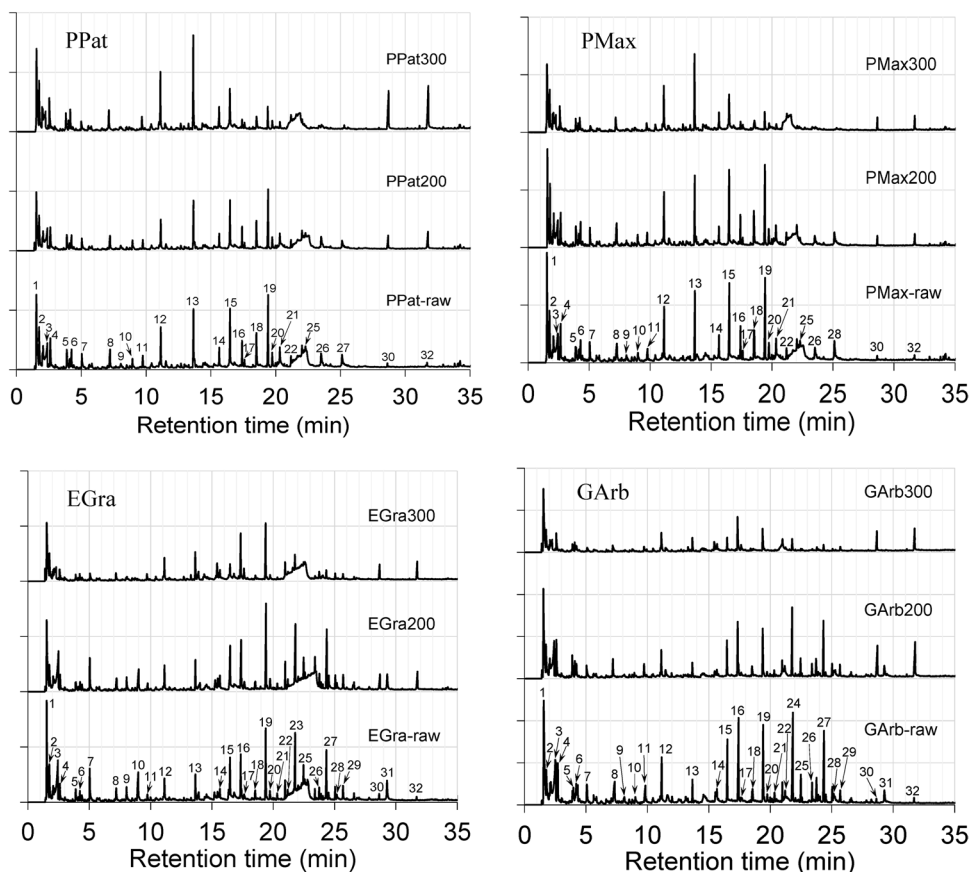 PPat
PPat300
PPat200
PPat-raw
1 2 3 4 5 6 7 8 9 10 11 12 13 14 15 16 17 18 19 20 21 22 25 26 27 30 32
0 5 10 15 20 25 30 35
Retention time (min)
PMax
PMax300
PMax200
PMax-raw
1 2 3 4 5 6 7 8 9 10 11 12 13 14 15 16 17 18 19 20 21 22 25 26 28 30 32
0 5 10 15 20 25 30 35
Retention time (min)
EGra
EGra300
EGra200
EGra-raw
1 2 3 4 5 6 7 8 9 10 11 12 13 14 15 16 17 18 19 20 21 22 23 25 26 27 28 29 30 31 32
0 5 10 15 20 25 30 35
Retention time (min)
GArb
GArb300
GArb200
GArb-raw
1 2 3 4 5 6 7 8 9 10 11 12 13 14 15 16 17 18 19 20 21 22 24 25 26 27 28 29 30 31 32
0 5 10 15 20 25 30 35
Retention time (min)